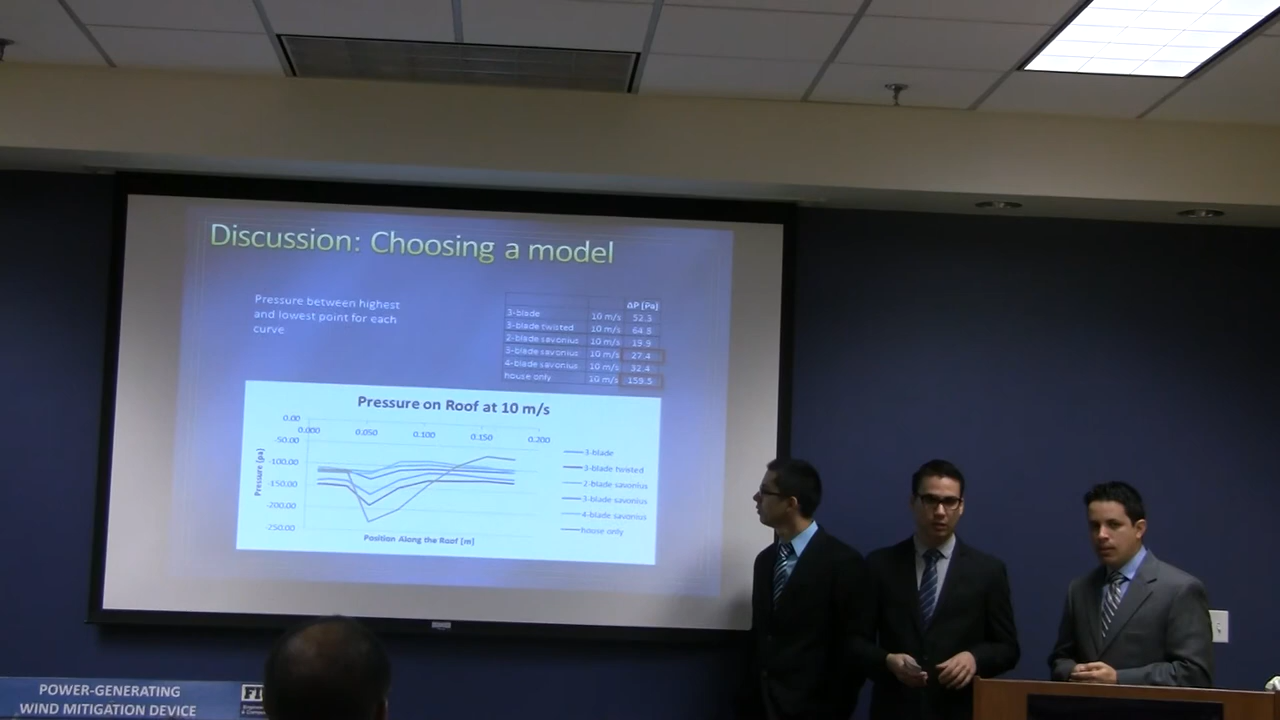 Discussion: Choosing a model
Pressure between highest
and lowest point for each
curve
ΔP [Pa]
3-blade 10 m/s 52.3
3-blade twisted 10 m/s 64.8
2-blade savonius 10 m/s 19.9
3-blade savonius 10 m/s 27.4
4-blade savonius 10 m/s 32.4
house only 10 m/s 159.5
Pressure on Roof at 10 m/s
0.00
0.000 0.050 0.100 0.150 0.200
-50.00
-100.00
-150.00
-200.00
-250.00
Pressure [pa]
3-blade
3-blade twisted
2-blade savonius
3-blade savonius
4-blade savonius
house only
Position Along the Roof [m]
POWER-GENERATING
WIND MITIGATION DEVICE